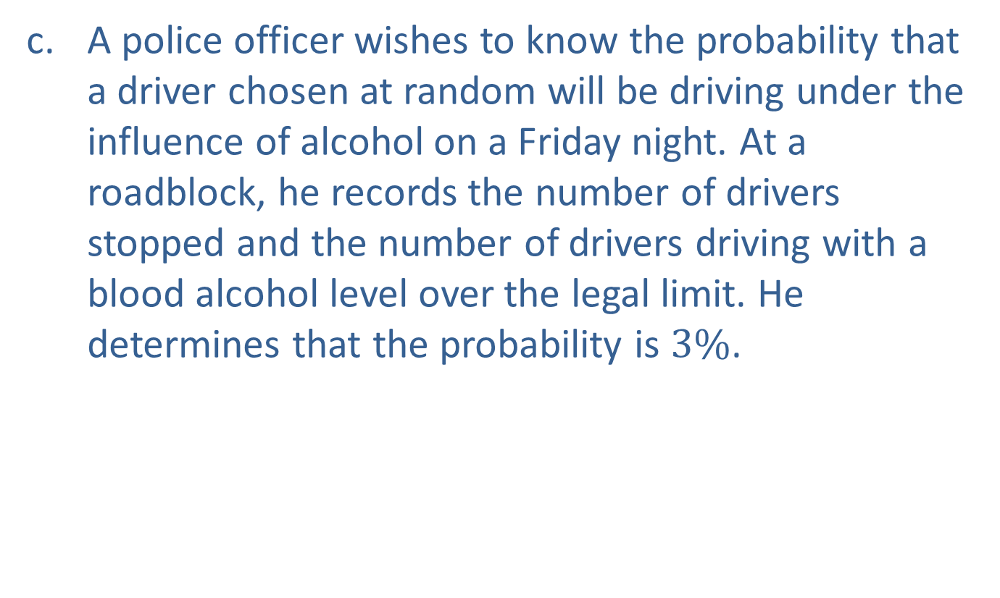 c. A police officer wishes to know the probability that
a driver chosen at random will be driving under the
influence of alcohol on a Friday night. At a
roadblock, he records the number of drivers
stopped and the number of drivers driving with a
blood alcohol level over the legal limit. He
determines that the probability is 3%.